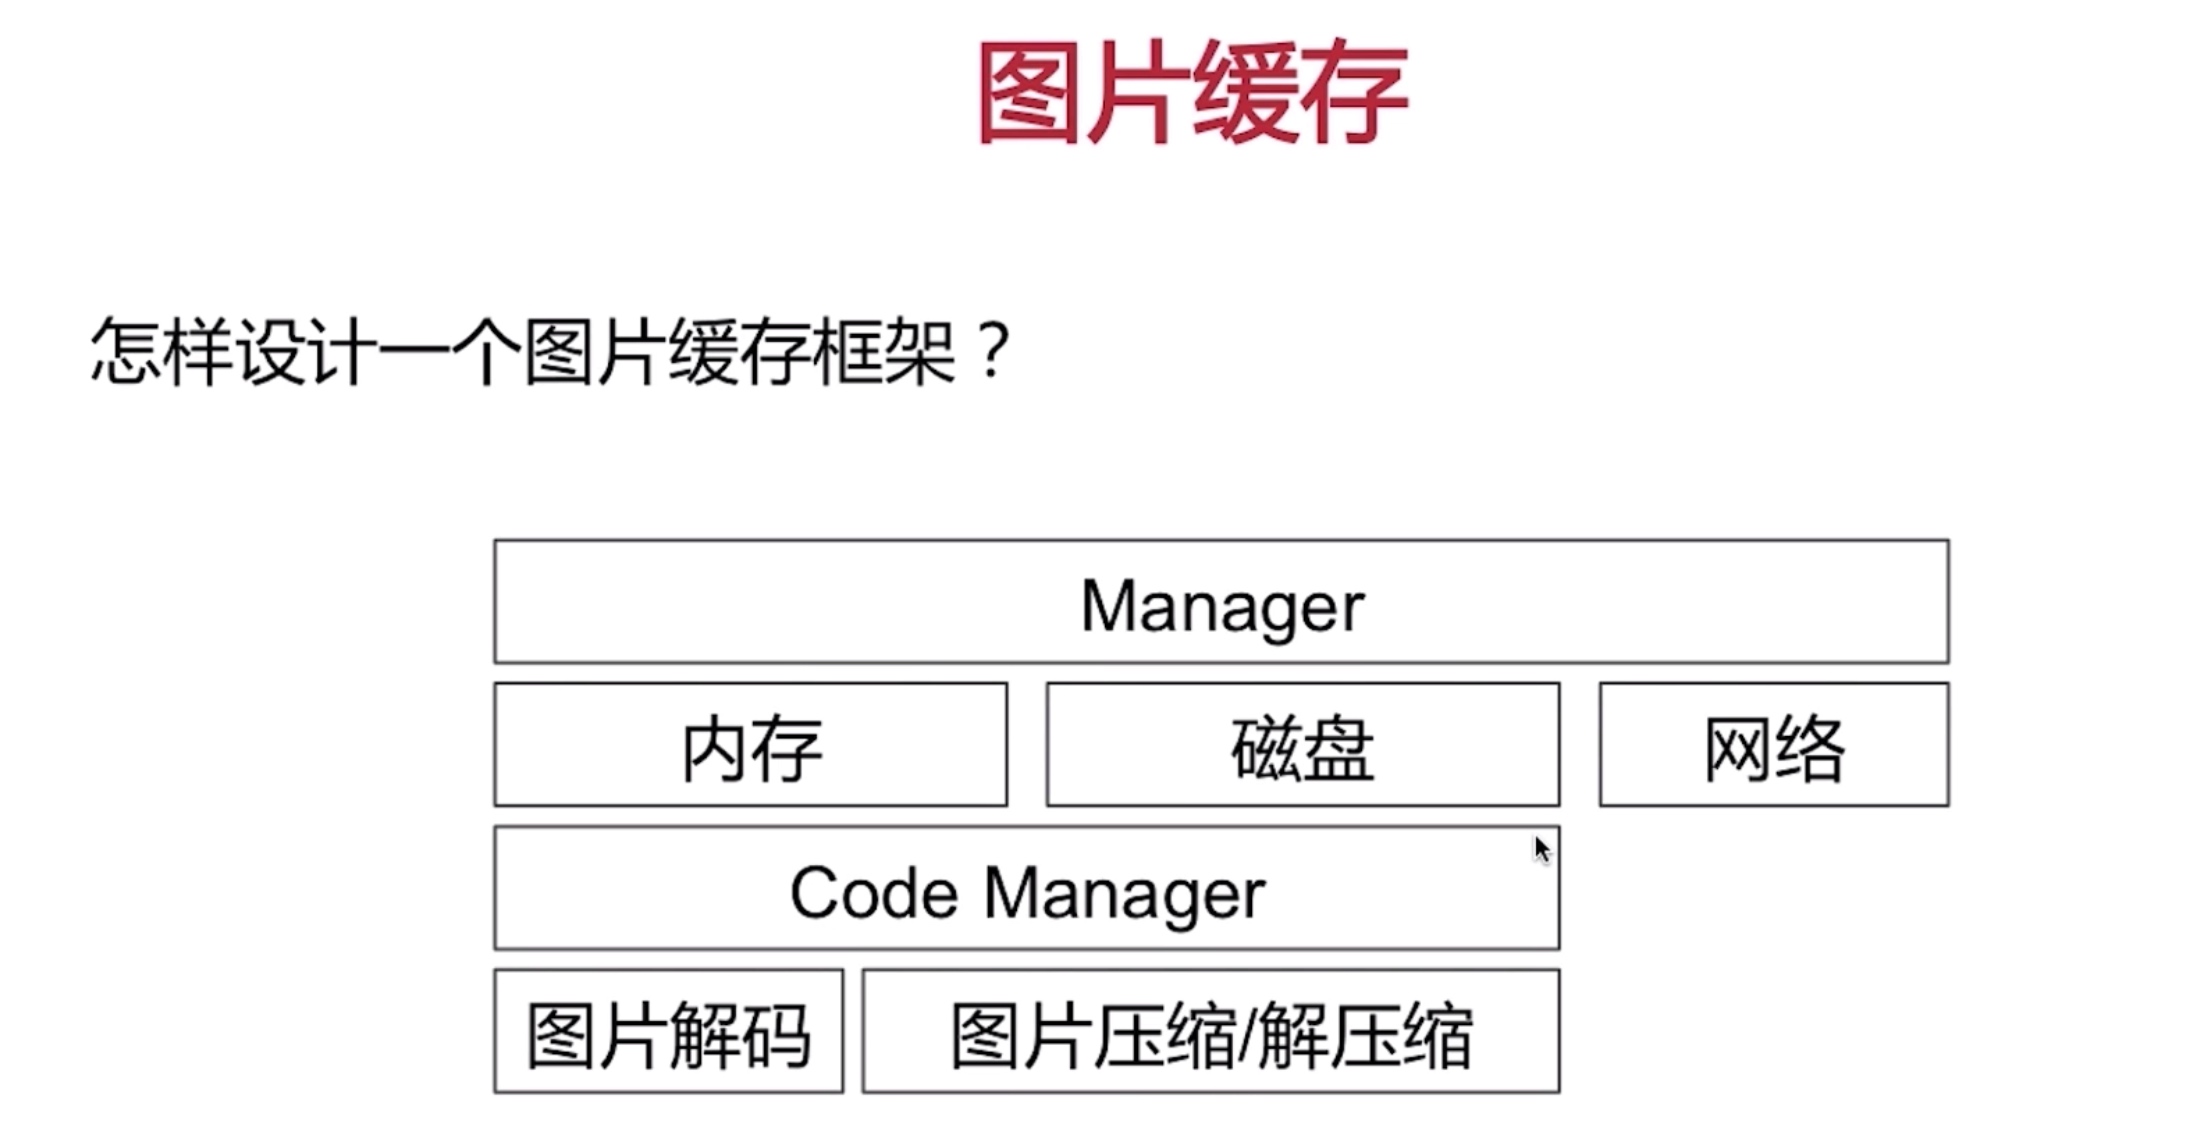 图片缓存
怎样设计一个图片缓存框架？
Manager
内存 磁盘 网络
Code Manager
图片解码 图片压缩/解压缩